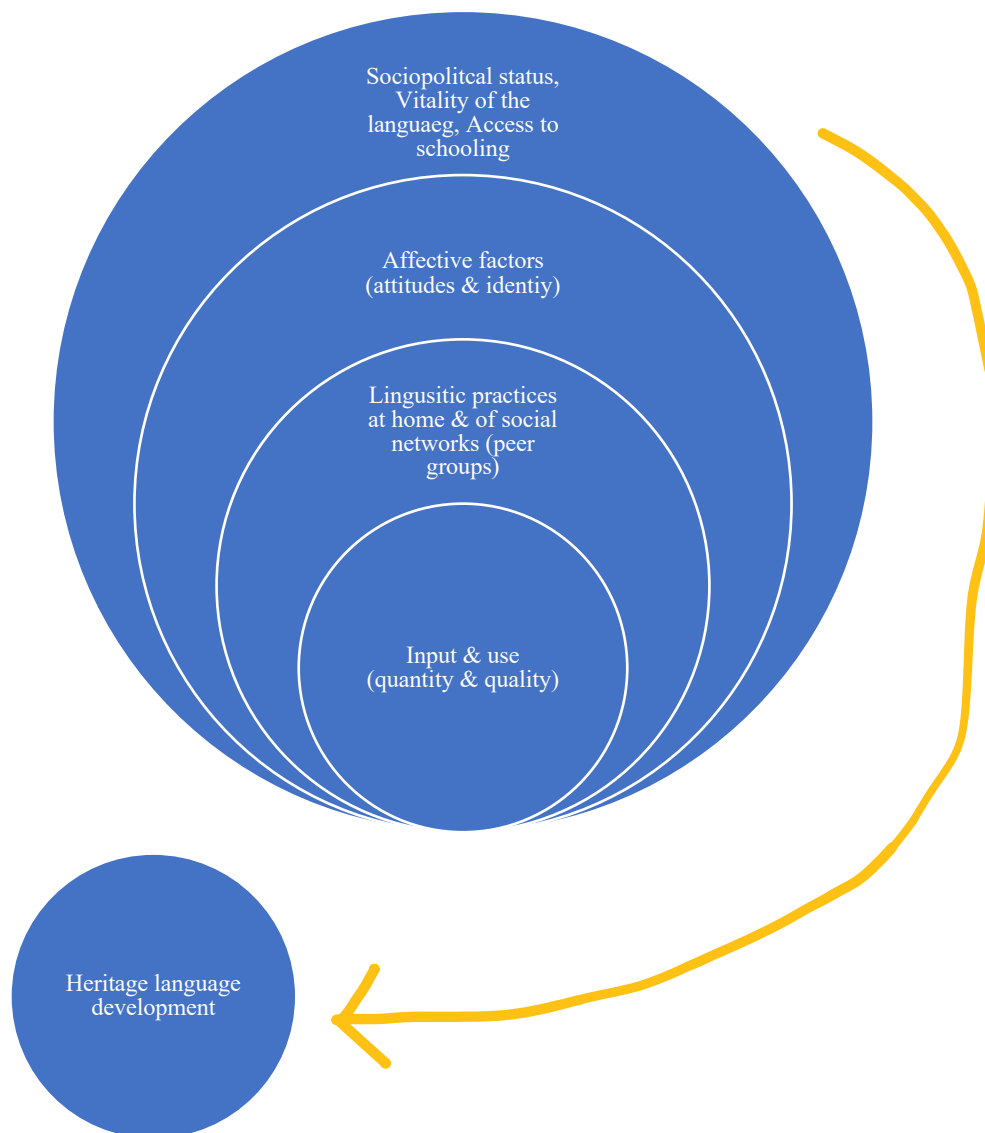 Sociopolitcal status,
Vitality of the
languaeg, Access to
schooling
Affective factors
(attitudes & identiy)
Lingusitic practices
at home & of social
networks (peer
groups)
Input & use
(quantity & quality)
Heritage language
development